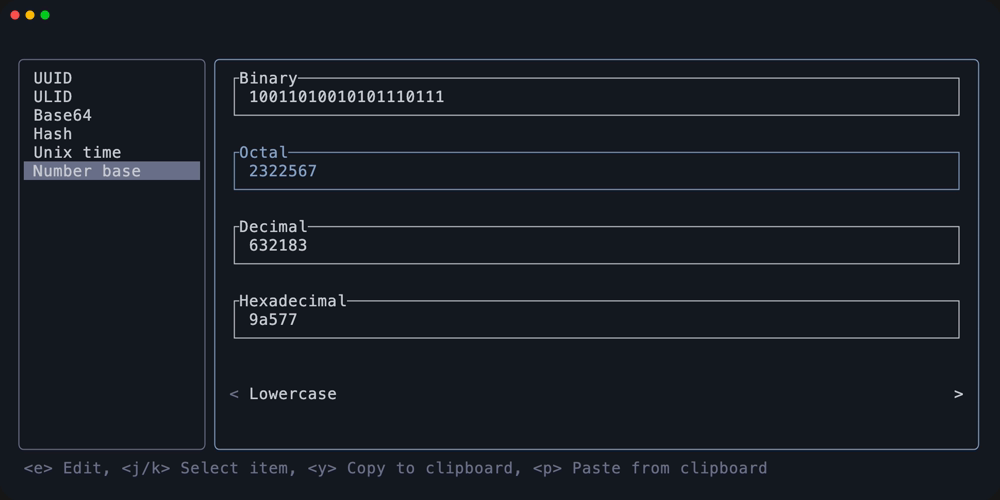 UUID
ULID
Base64
Hash
Unix time
Number base
Binary
10011010010101110111
Octal
2322567
Decimal
632183
Hexadecimal
9a577
< Lowercase >
<e> Edit, <j/k> Select item, <y> Copy to clipboard, <p> Paste from clipboard